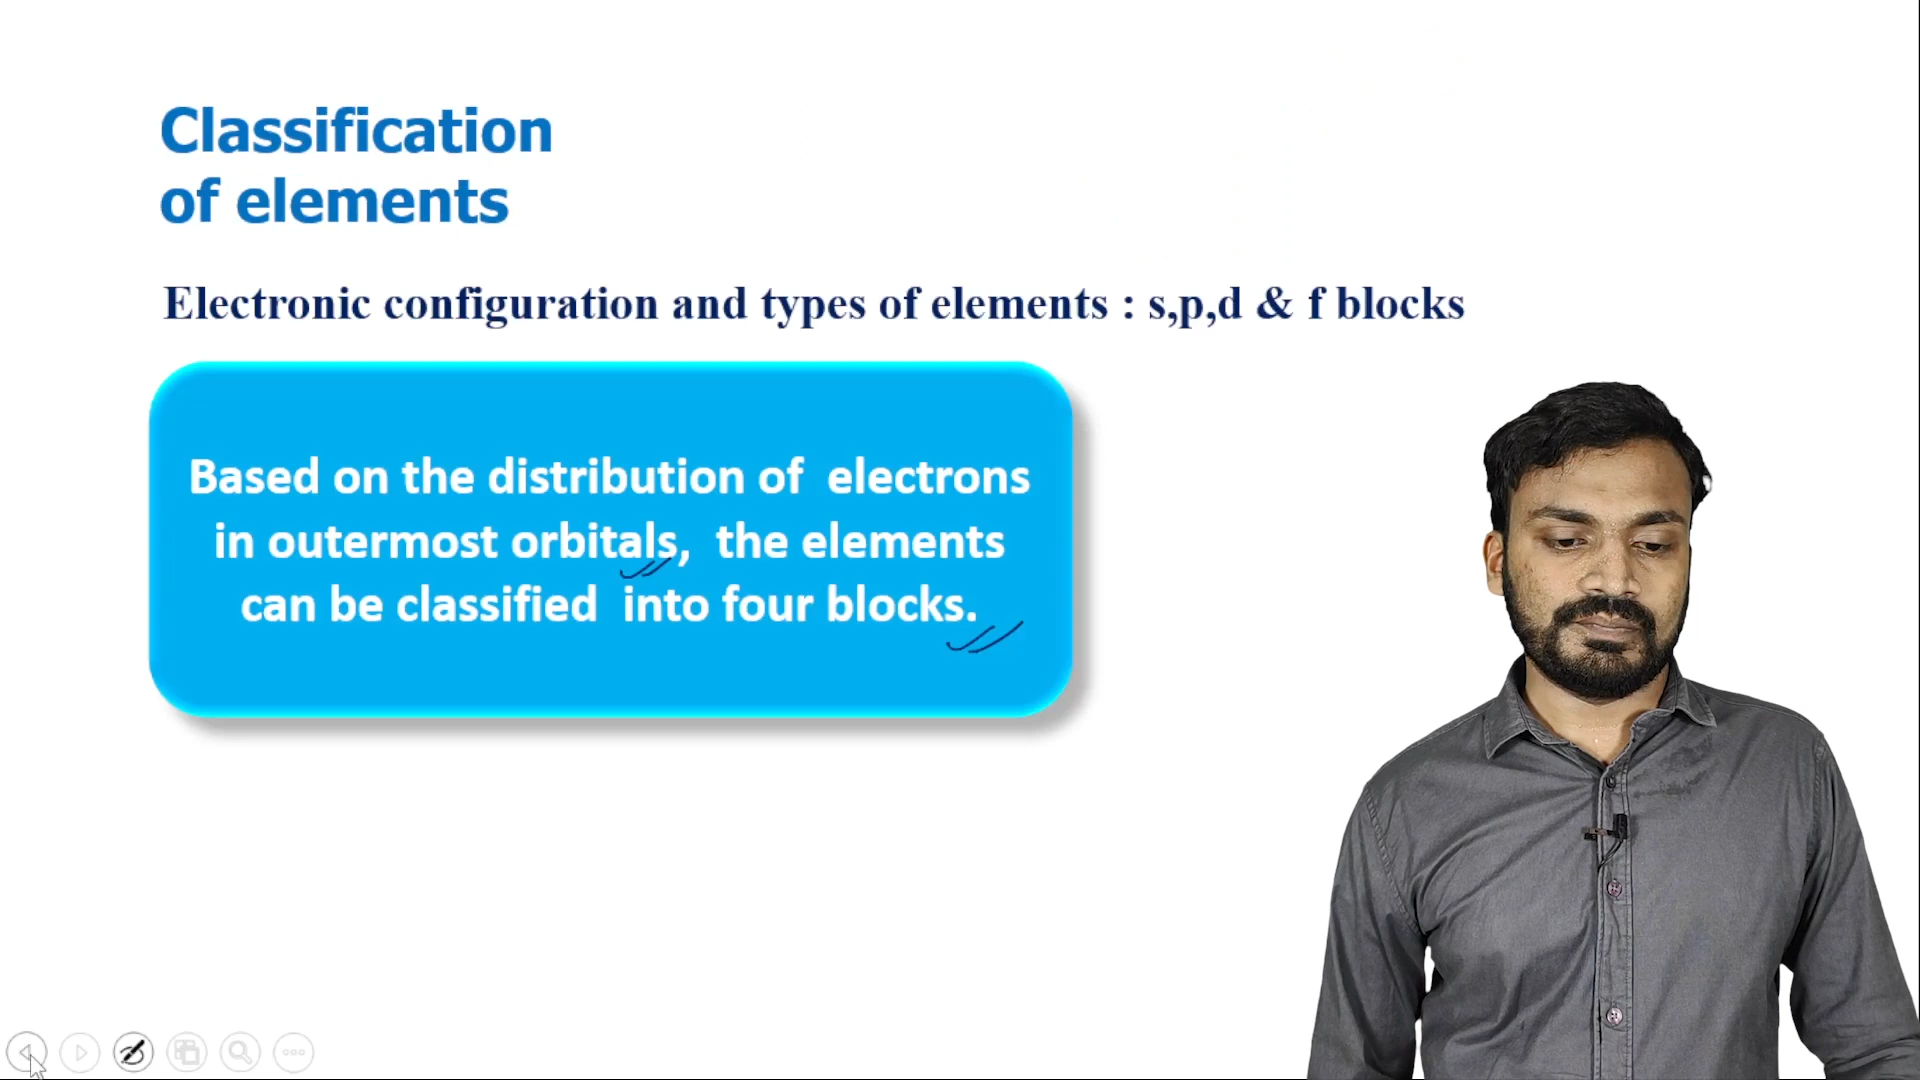 Classification
of elements
Electronic configuration and types of elements : s,p,d & f blocks
Based on the distribution of electrons
in outermost orbitals, the elements
can be classified into four blocks.